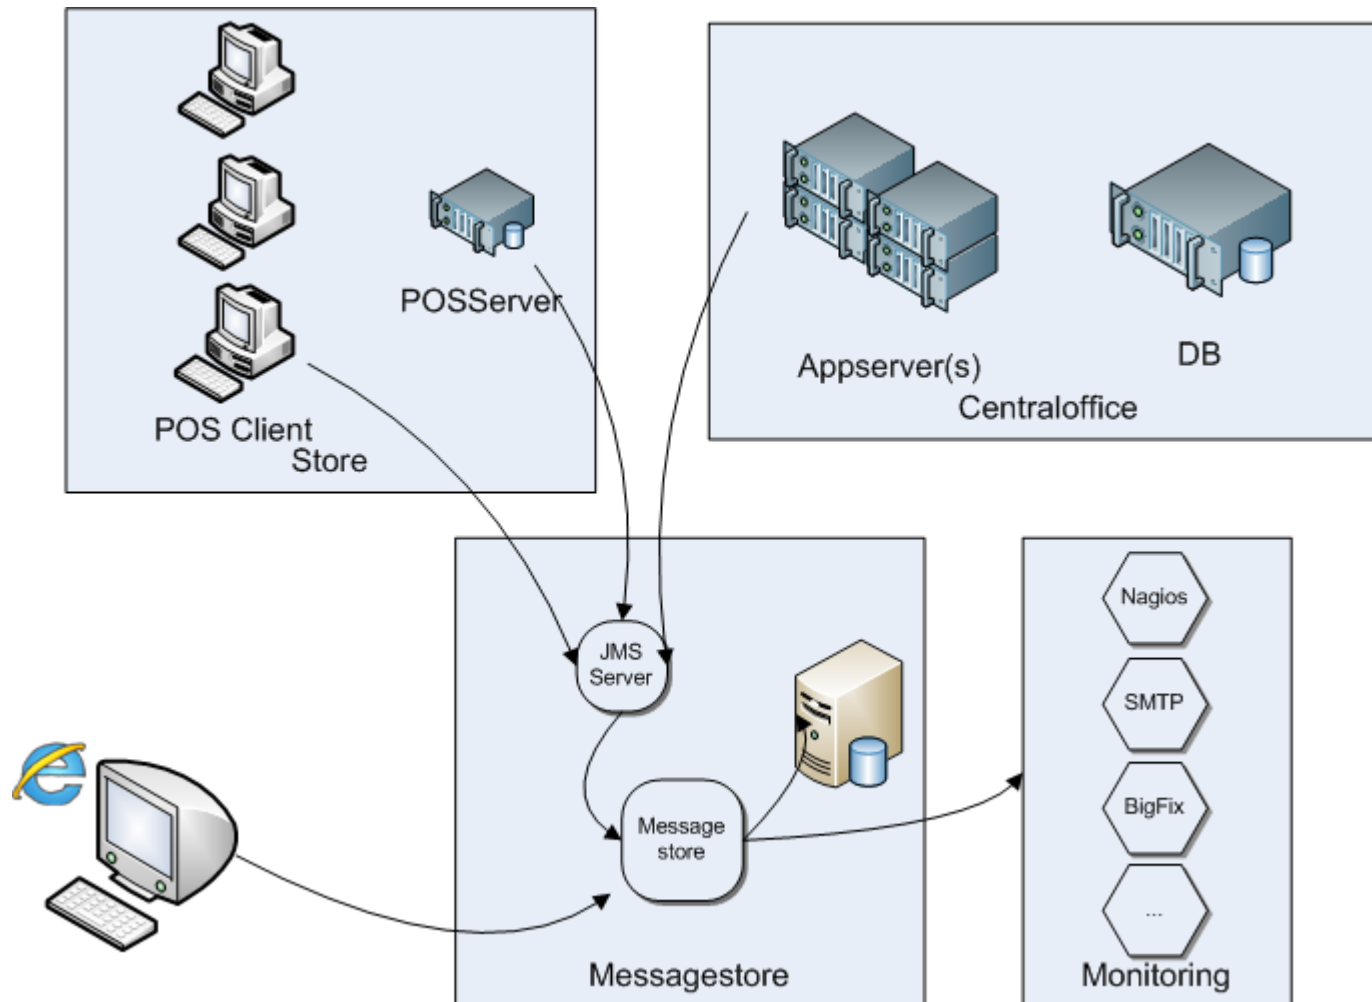 POSServer
POS Client
Store
Appserver(s)
DB
Centraloffice
JMS
Server
Message
store
Messagestore
Nagios
SMTP
BigFix
...
Monitoring